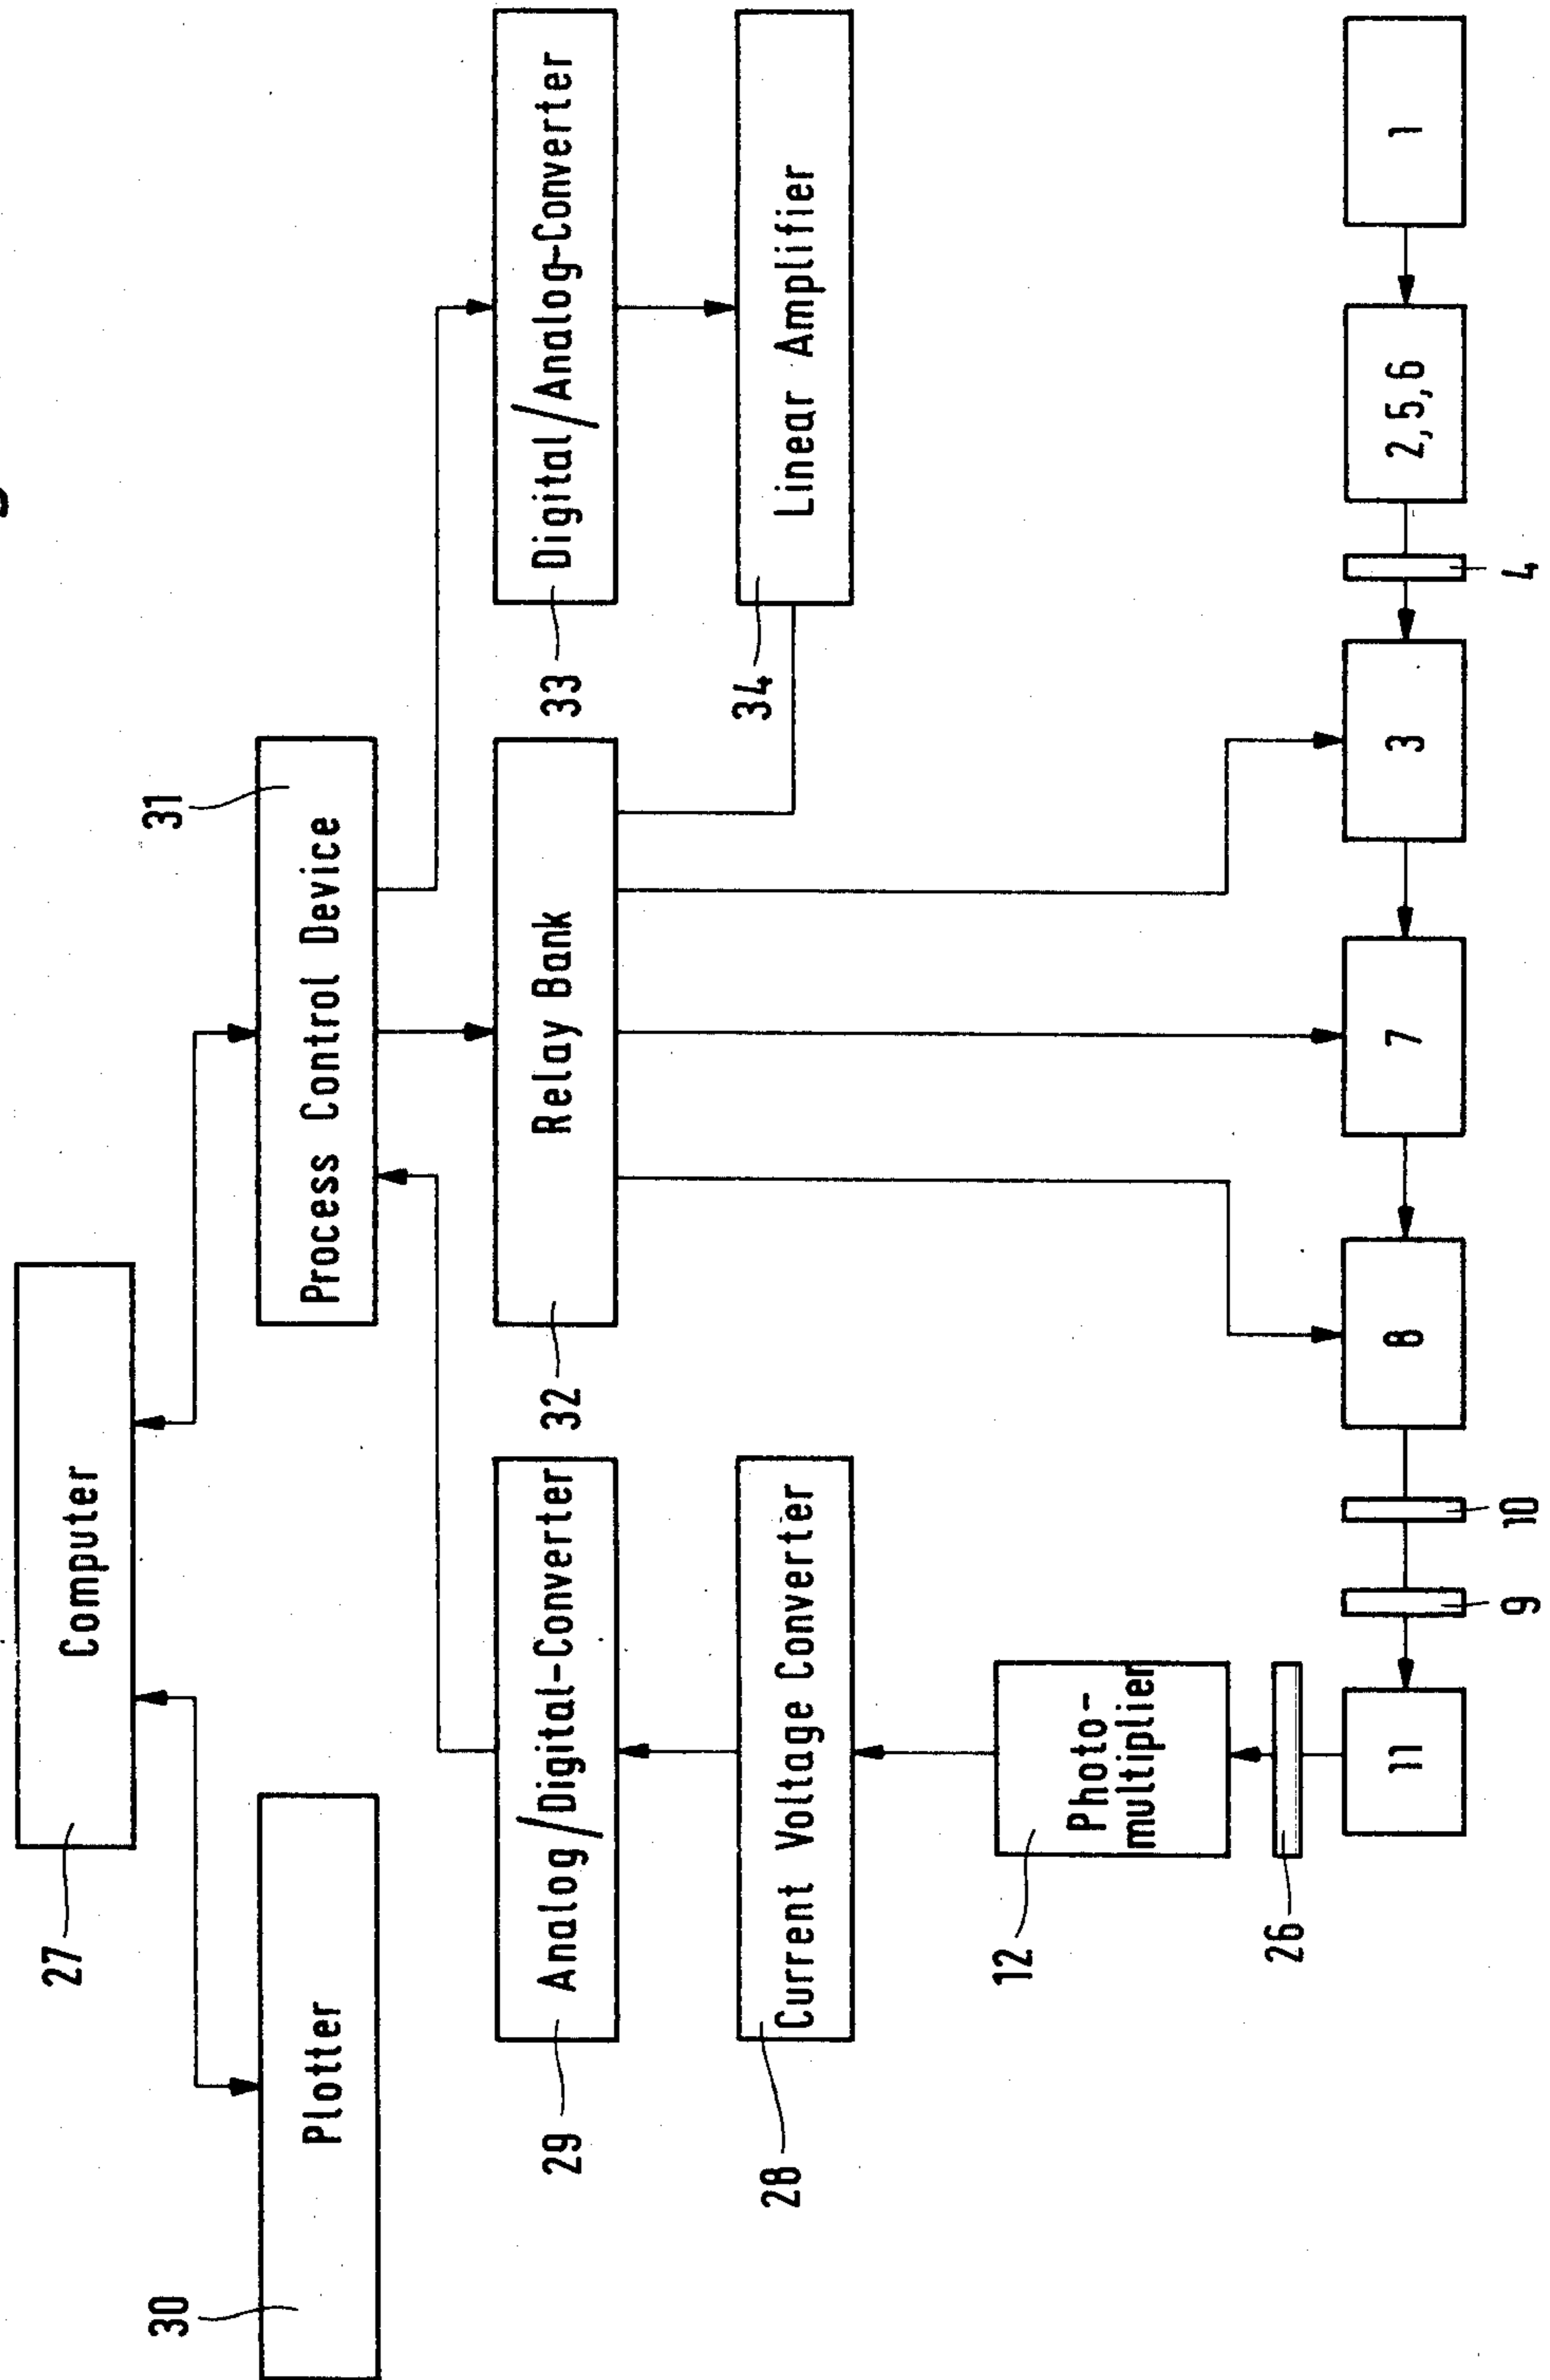 27
Computer
30
Plotter
Process Control Device
31
29
Analog/Digital-Converter
32
Relay Bank
33
Digital/Analog-Converter
28
Current Voltage Converter
34
Linear Amplifier
12
Photo-
multiplier
26
11
9
10
8
7
3
4
2,5,6
1